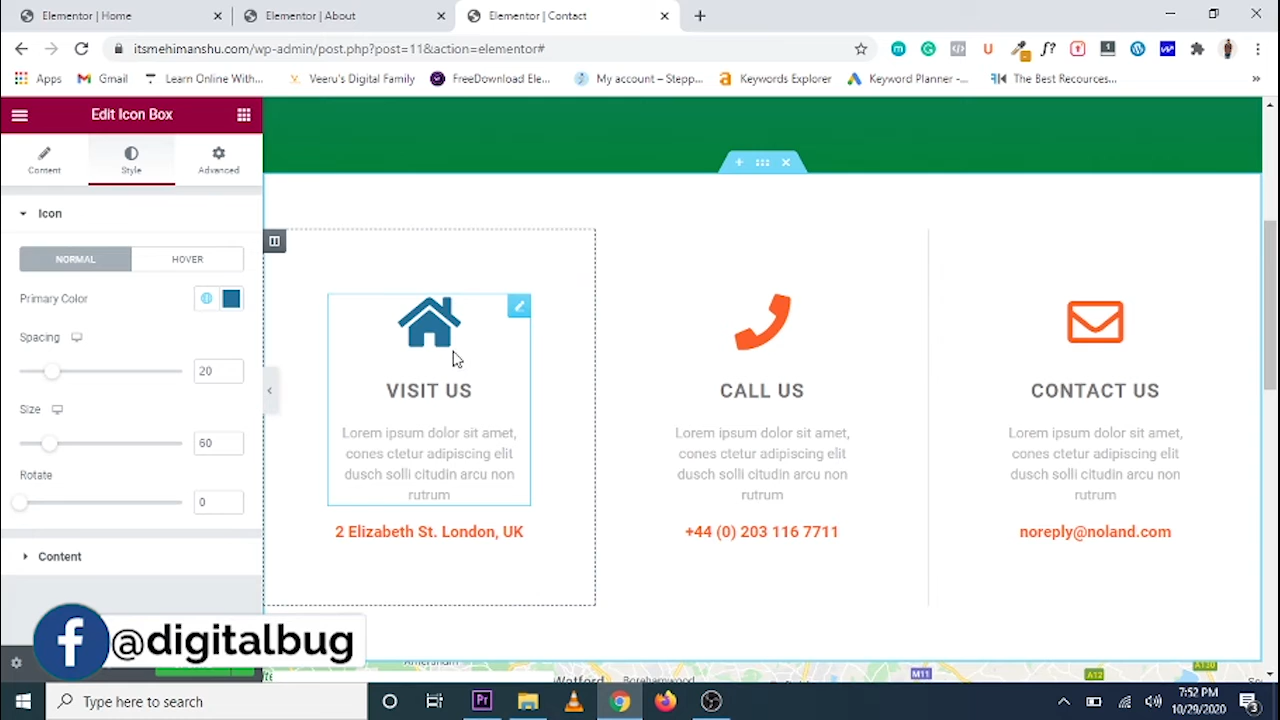 Elementor | Home
Elementor | About
Elementor | Contact
itsmehimanshu.com/wp-admin/post.php?post=11&action=elementor#
Apps
Gmail
Learn Online With...
Veeru's Digital Family
FreeDownload Ele...
My account – Stepp...
Keywords Explorer
Keyword Planner -...
The Best Recources...
Edit Icon Box
Content
Style
Advanced
Icon
NORMAL
HOVER
Primary Color
Spacing
20
Size
60
Rotate
0
Content
VISIT US
Lorem ipsum dolor sit amet,
cones ctetur adipiscing elit
dusch solli citudin arcu non
rutrum
2 Elizabeth St. London, UK
CALL US
Lorem ipsum dolor sit amet,
cones ctetur adipiscing elit
dusch solli citudin arcu non
rutrum
+44 (0) 203 116 7711
CONTACT US
Lorem ipsum dolor sit amet,
cones ctetur adipiscing elit
dusch solli citudin arcu non
rutrum
noreply@noland.com
@digitalbug
M11
A12
Type here to search
Pr
7:52 PM
10/29/2020
3